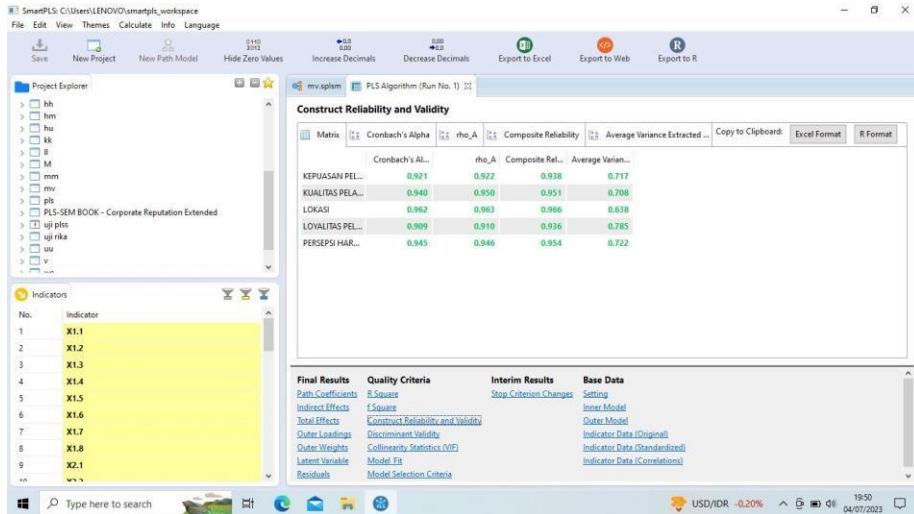 SmartPLS: C:\Users\LENOVO\smartpls_workspace
File Edit View Themes Calculate Info Language
Save New Project New Path Model Hide Zero Values Increase Decimals Decrease Decimals Export to Excel Export to Web Export to R
Project Explorer
hh
hm
hu
kk
ll
M
mm
mv
pls
PLS-SEM BOOK - Corporate Reputation Extended
uji plss
uji rika
uu
v
Indicators
No. Indicator
1 X1.1
2 X1.2
3 X1.3
4 X1.4
5 X1.5
6 X1.6
7 X1.7
8 X1.8
9 X2.1
mv.splsm PLS Algorithm (Run No. 1)
Construct Reliability and Validity
Matrix Cronbach's Alpha rho_A Composite Reliability Average Variance Extracted ... Copy to Clipboard: Excel Format R Format
Cronbach's Al... rho_A Composite Rel... Average Varian...
KEPUASAN PEL... 0.921 0.922 0.938 0.717
KUALITAS PELA... 0.940 0.950 0.951 0.708
LOKASI 0.962 0.963 0.966 0.638
LOYALITAS PEL... 0.909 0.910 0.936 0.785
PERSEPSI HAR... 0.945 0.946 0.954 0.722
Final Results Quality Criteria Interim Results Base Data
Path Coefficients R Square Stop Criterion Changes Setting
Indirect Effects f Square Inner Model
Total Effects Construct Reliability and Validity Outer Model
Outer Loadings Discriminant Validity Indicator Data (Original)
Outer Weights Collinearity Statistics (VIF) Indicator Data (Standardized)
Latent Variable Model Fit Indicator Data (Correlations)
Residuals Model Selection Criteria
Type here to search USD/IDR -0.20% 19:50
04/07/2023